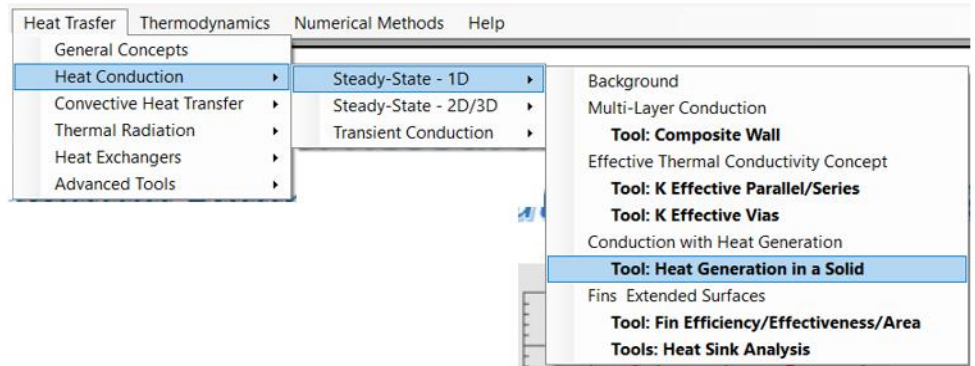 Heat Trasfer Thermodynamics Numerical Methods Help
General Concepts
Heat Conduction
Convective Heat Transfer
Thermal Radiation
Heat Exchangers
Advanced Tools
Steady-State - 1D
Steady-State - 2D/3D
Transient Conduction
Background
Multi-Layer Conduction
Tool: Composite Wall
Effective Thermal Conductivity Concept
Tool: K Effective Parallel/Series
Tool: K Effective Vias
Conduction with Heat Generation
Tool: Heat Generation in a Solid
Fins Extended Surfaces
Tool: Fin Efficiency/Effectiveness/Area
Tools: Heat Sink Analysis